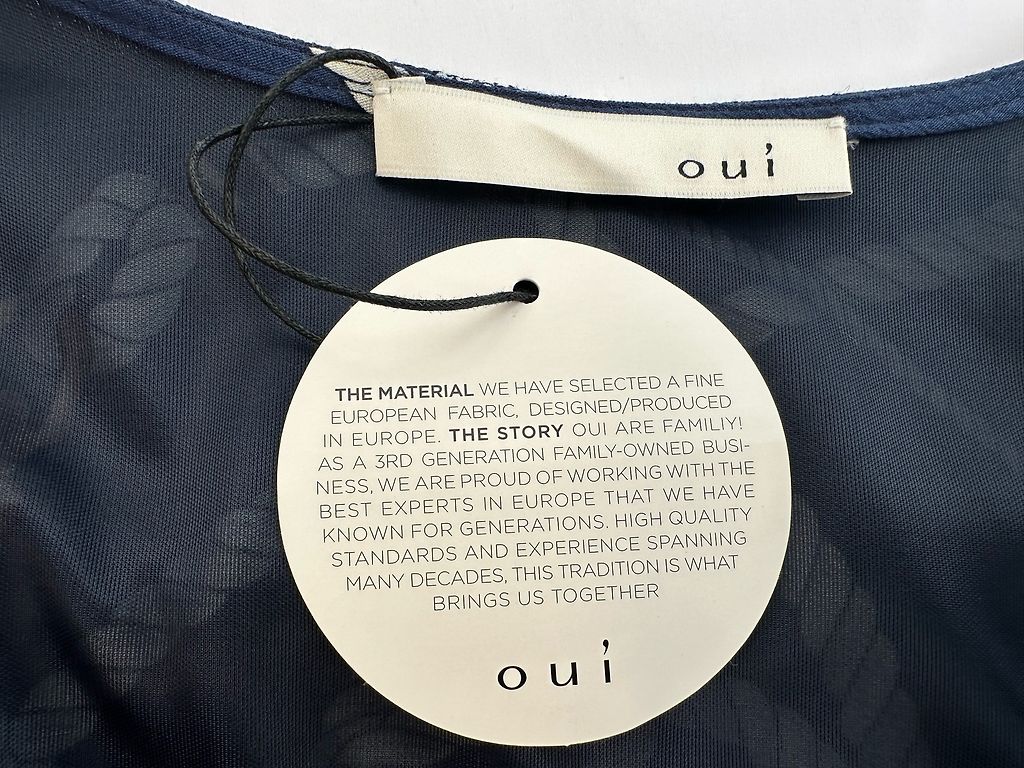 oui
THE MATERIAL WE HAVE SELECTED A FINE
EUROPEAN FABRIC, DESIGNED/PRODUCED
IN EUROPE. THE STORY OUI ARE FAMILIY!
AS A 3RD GENERATION FAMILY-OWNED BUSI-
NESS, WE ARE PROUD OF WORKING WITH THE
BEST EXPERTS IN EUROPE THAT WE HAVE
KNOWN FOR GENERATIONS. HIGH QUALITY
STANDARDS AND EXPERIENCE SPANNING
MANY DECADES, THIS TRADITION IS WHAT
BRINGS US TOGETHER
oui